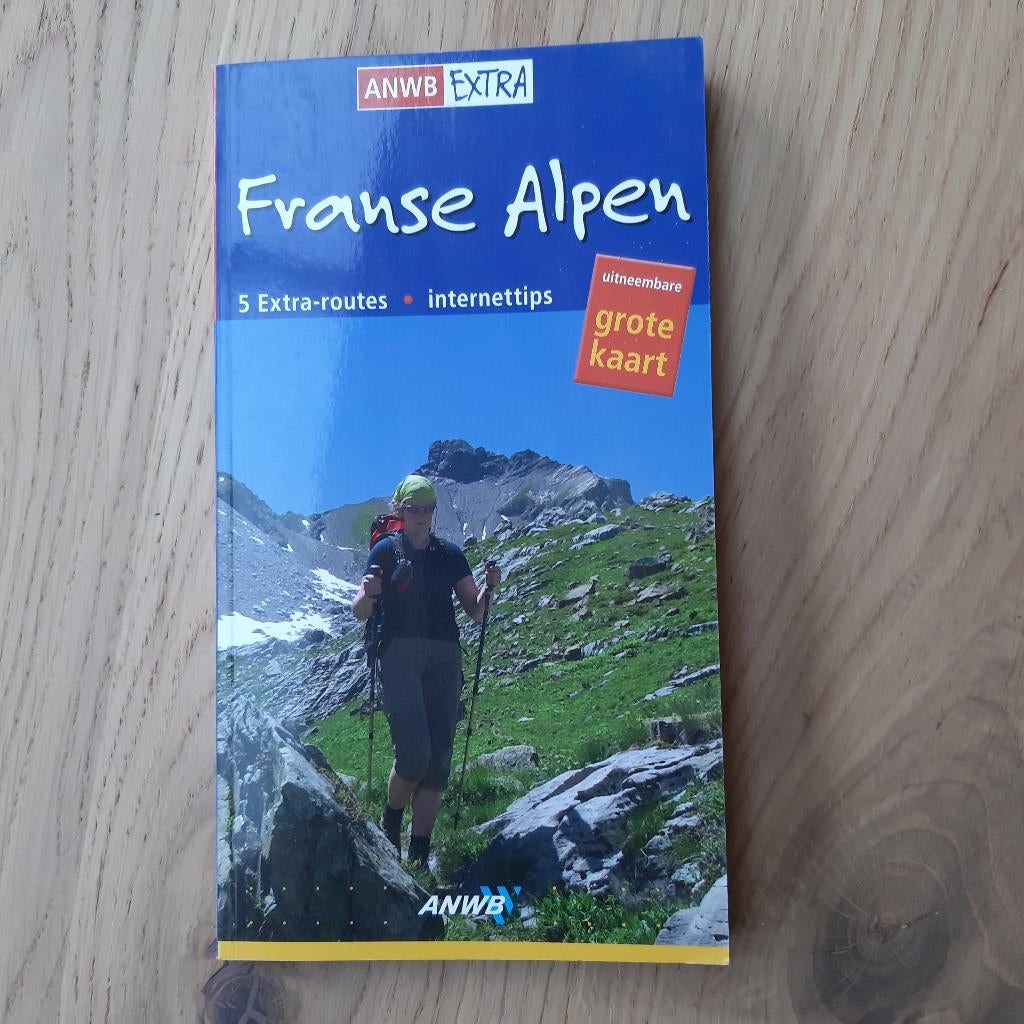 ANWB EXTRA
Franse Alpen
5 Extra-routes • internettips
uitneembare
grote
kaart
ANWB